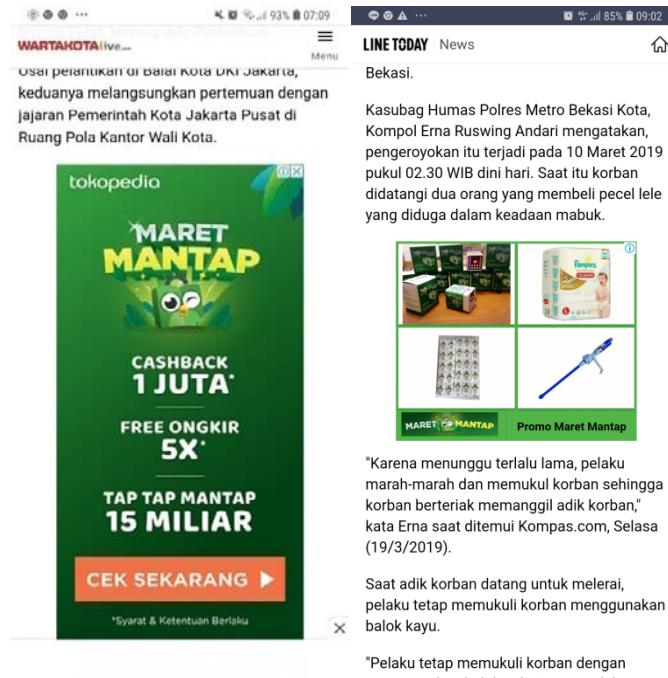 93% 07:09
WARTAKOTAlive.com
Menu
Usai pelantikan di Balai Kota DKI Jakarta,
keduanya melangsungkan pertemuan dengan
jajaran Pemerintah Kota Jakarta Pusat di
Ruang Pola Kantor Wali Kota.
tokopedia
MARET
MANTAP
CASHBACK
1 JUTA*
FREE ONGKIR
5X*
TAP TAP MANTAP
15 MILIAR
CEK SEKARANG
*Syarat & Ketentuan Berlaku
85% 09:02
LINE TODAY News
Bekasi.
Kasubag Humas Polres Metro Bekasi Kota,
Kompol Erna Ruswing Andari mengatakan,
pengeroyokan itu terjadi pada 10 Maret 2019
pukul 02.30 WIB dini hari. Saat itu korban
didatangi dua orang yang membeli pecel lele
yang diduga dalam keadaan mabuk.
Pampers
MARET MANTAP Promo Maret Mantap
"Karena menunggu terlalu lama, pelaku
marah-marah dan memukul korban sehingga
korban berteriak memanggil adik korban,"
kata Erna saat ditemui Kompas.com, Selasa
(19/3/2019).
Saat adik korban datang untuk melerai,
pelaku tetap memukuli korban menggunakan
balok kayu.
"Pelaku tetap memukuli korban dengan